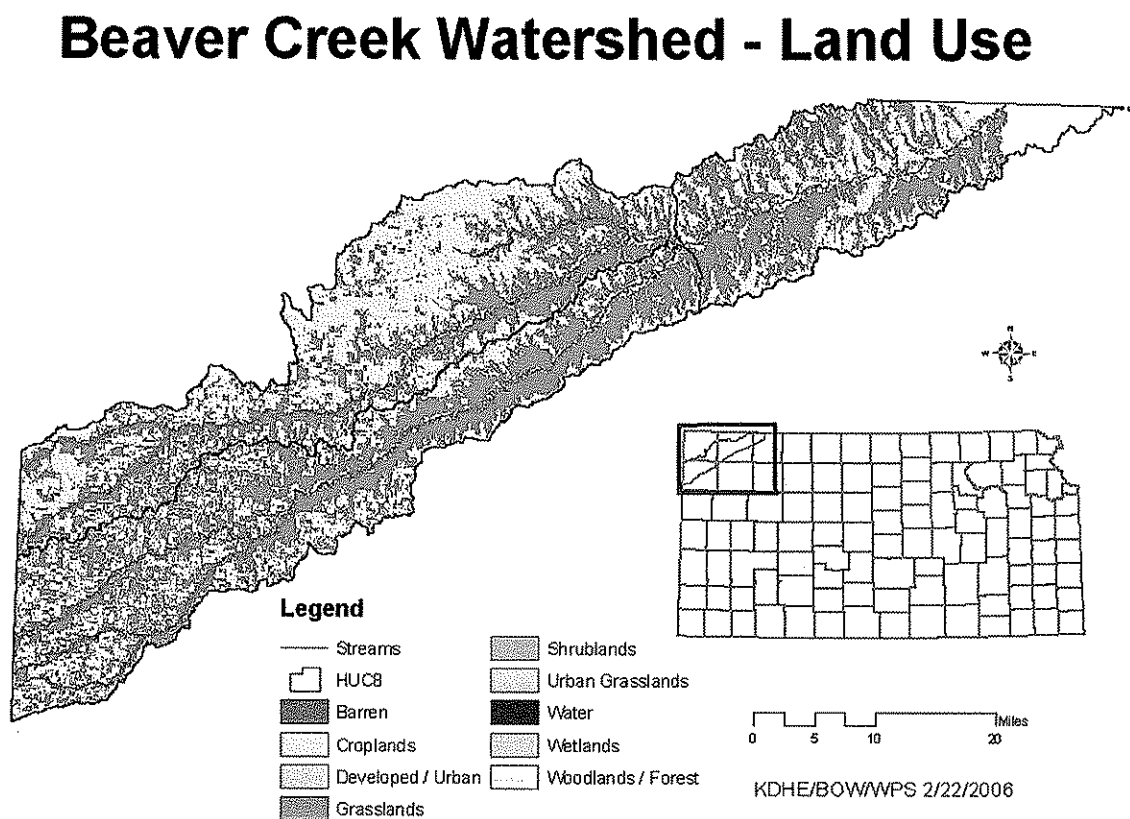 Beaver Creek Watershed - Land Use
N
W
E
S
Legend
Streams
HUC8
Barren
Croplands
Developed / Urban
Grasslands
Shrublands
Urban Grasslands
Water
Wetlands
Woodlands / Forest
Miles
0 5 10 20
KDHE/BOW/WPS 2/22/2006